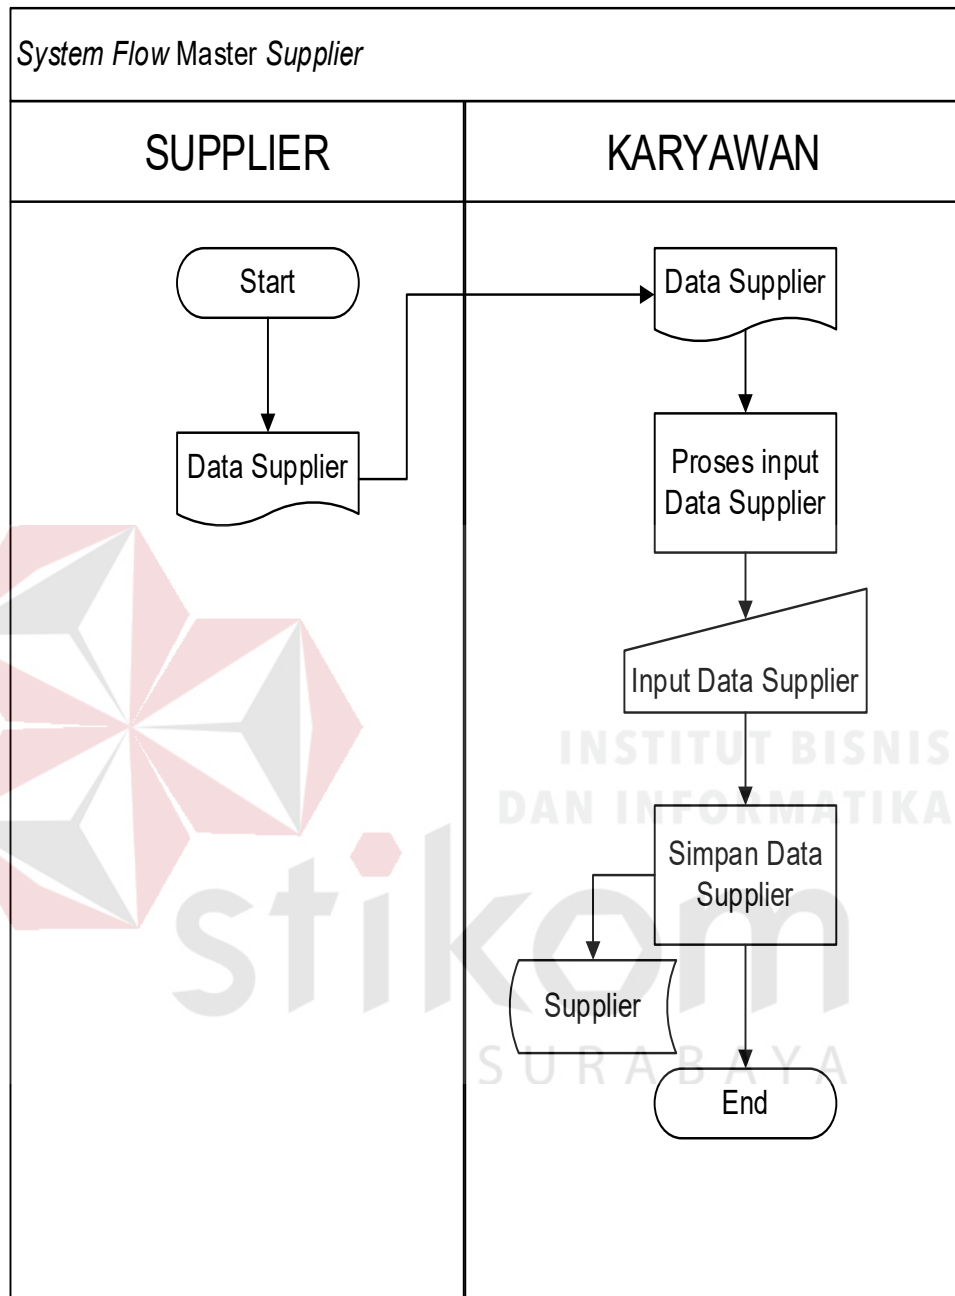 System Flow Master Supplier
SUPPLIER
KARYAWAN
Start
Data Supplier
Data Supplier
Proses input
Data Supplier
Input Data Supplier
Simpan Data
Supplier
Supplier
End
INSTITUT BISNIS
DAN INFORMATIKA
stikom
SURABAYA